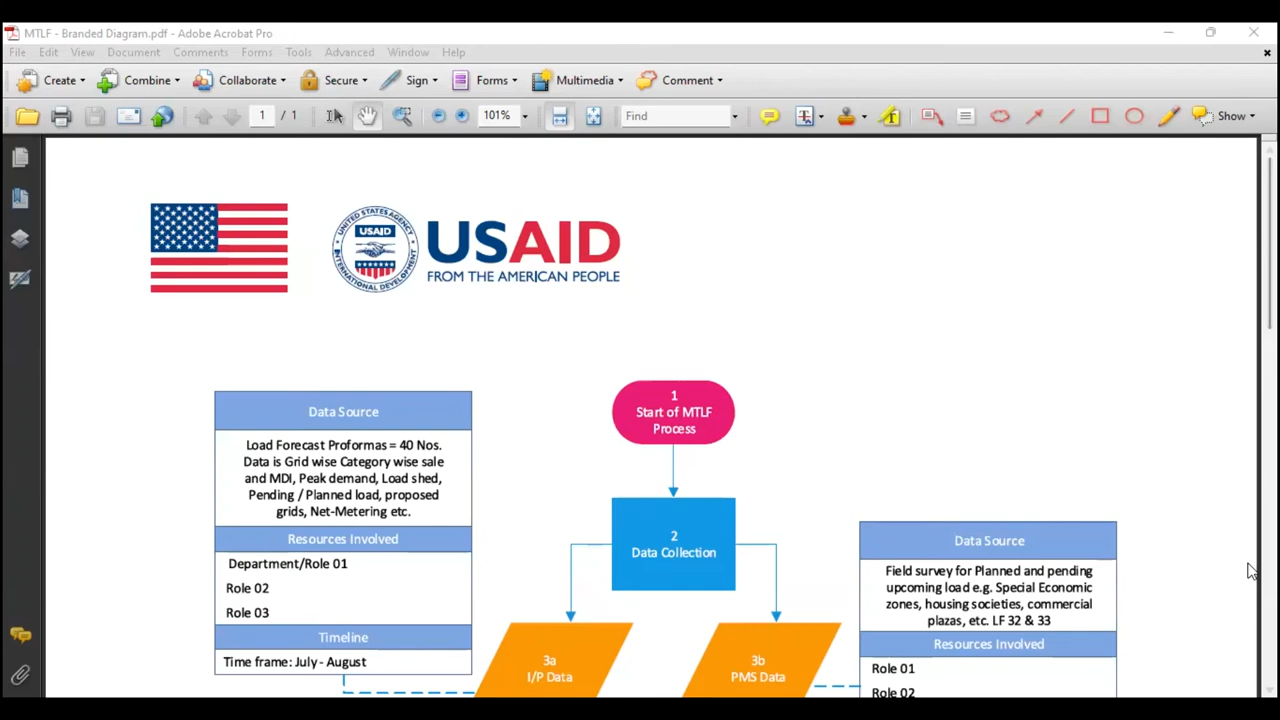 MTLF - Branded Diagram.pdf - Adobe Acrobat Pro
File Edit View Document Comments Forms Tools Advanced Window Help
Create Combine Collaborate Secure Sign Forms Multimedia Comment
1 / 1 101% Find Show
UNITED STATES AGENCY
USAID
INTERNATIONAL DEVELOPMENT
USAID
FROM THE AMERICAN PEOPLE
1
Start of MTLF
Process
Data Source
Load Forecast Proformas = 40 Nos.
Data is Grid wise Category wise sale
and MDI, Peak demand, Load shed,
Pending / Planned load, proposed
grids, Net-Metering etc.
Resources Involved
Department/Role 01
Role 02
Role 03
Timeline
Time frame: July - August
2
Data Collection
Data Source
Field survey for Planned and pending
upcoming load e.g. Special Economic
zones, housing societies, commercial
plazas, etc. LF 32 & 33
Resources Involved
Role 01
Role 02
3a
I/P Data
3b
PMS Data